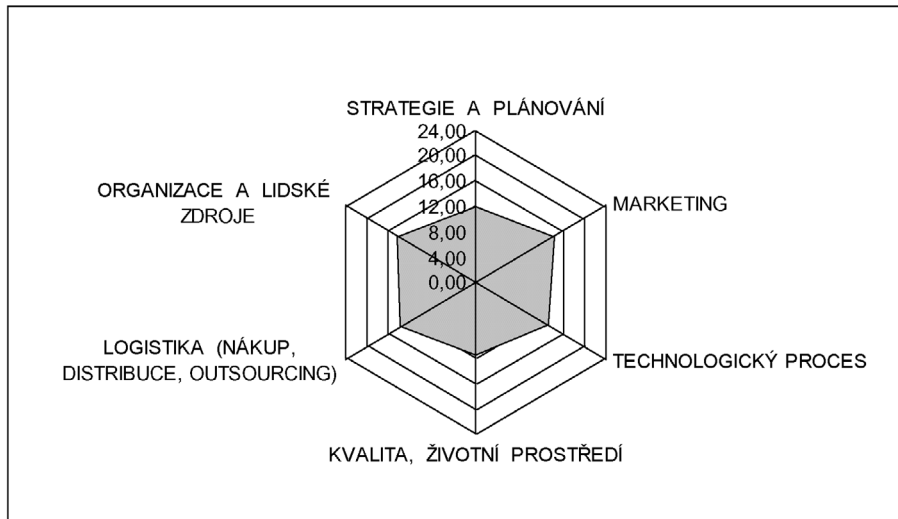 STRATEGIE A PLÁNOVÁNÍ
24,00
20,00
16,00
12,00
8,00
4,00
0,00
MARKETING
TECHNOLOGICKÝ PROCES
KVALITA, ŽIVOTNÍ PROSTŘEDÍ
LOGISTIKA (NÁKUP,
DISTRIBUCE, OUTSOURCING)
ORGANIZACE A LIDSKÉ
ZDROJE